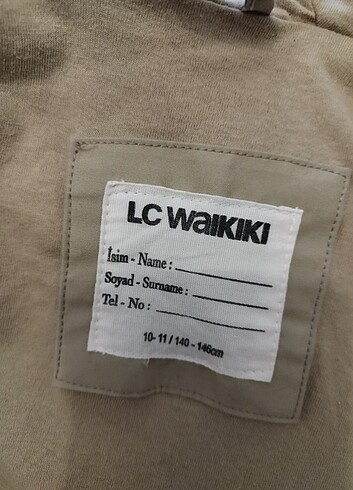 LC WAIKIKI
İsim - Name :
Soyad - Surname :
Tel - No :
10- 11 / 140 - 146cm